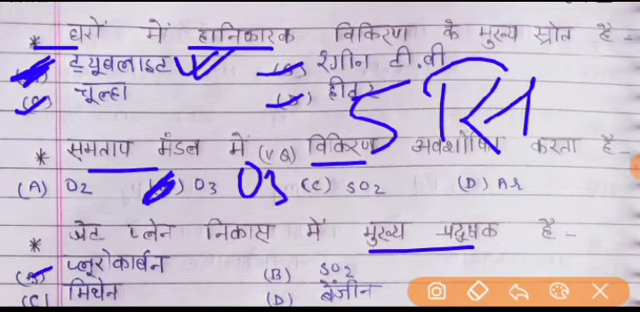 * घरों में हानिकारक विकिरण के मुख्य स्रोत है -
ट्यूबलाइट (B) रंगीन टी.वी
(C) चूल्हा (D) हीटर
SRA
* समताप मंडल में (V Q) विकिरण अवशोषित करता है -
(A) O2 (B) O3 O3 (C) SO2 (D) Ar
* जेट प्लेन निकास में मुख्य प्रदूषक है -
(A) फ्लूरोकार्बन (B) SO2
(C) मिथेन (D) बेंजीन